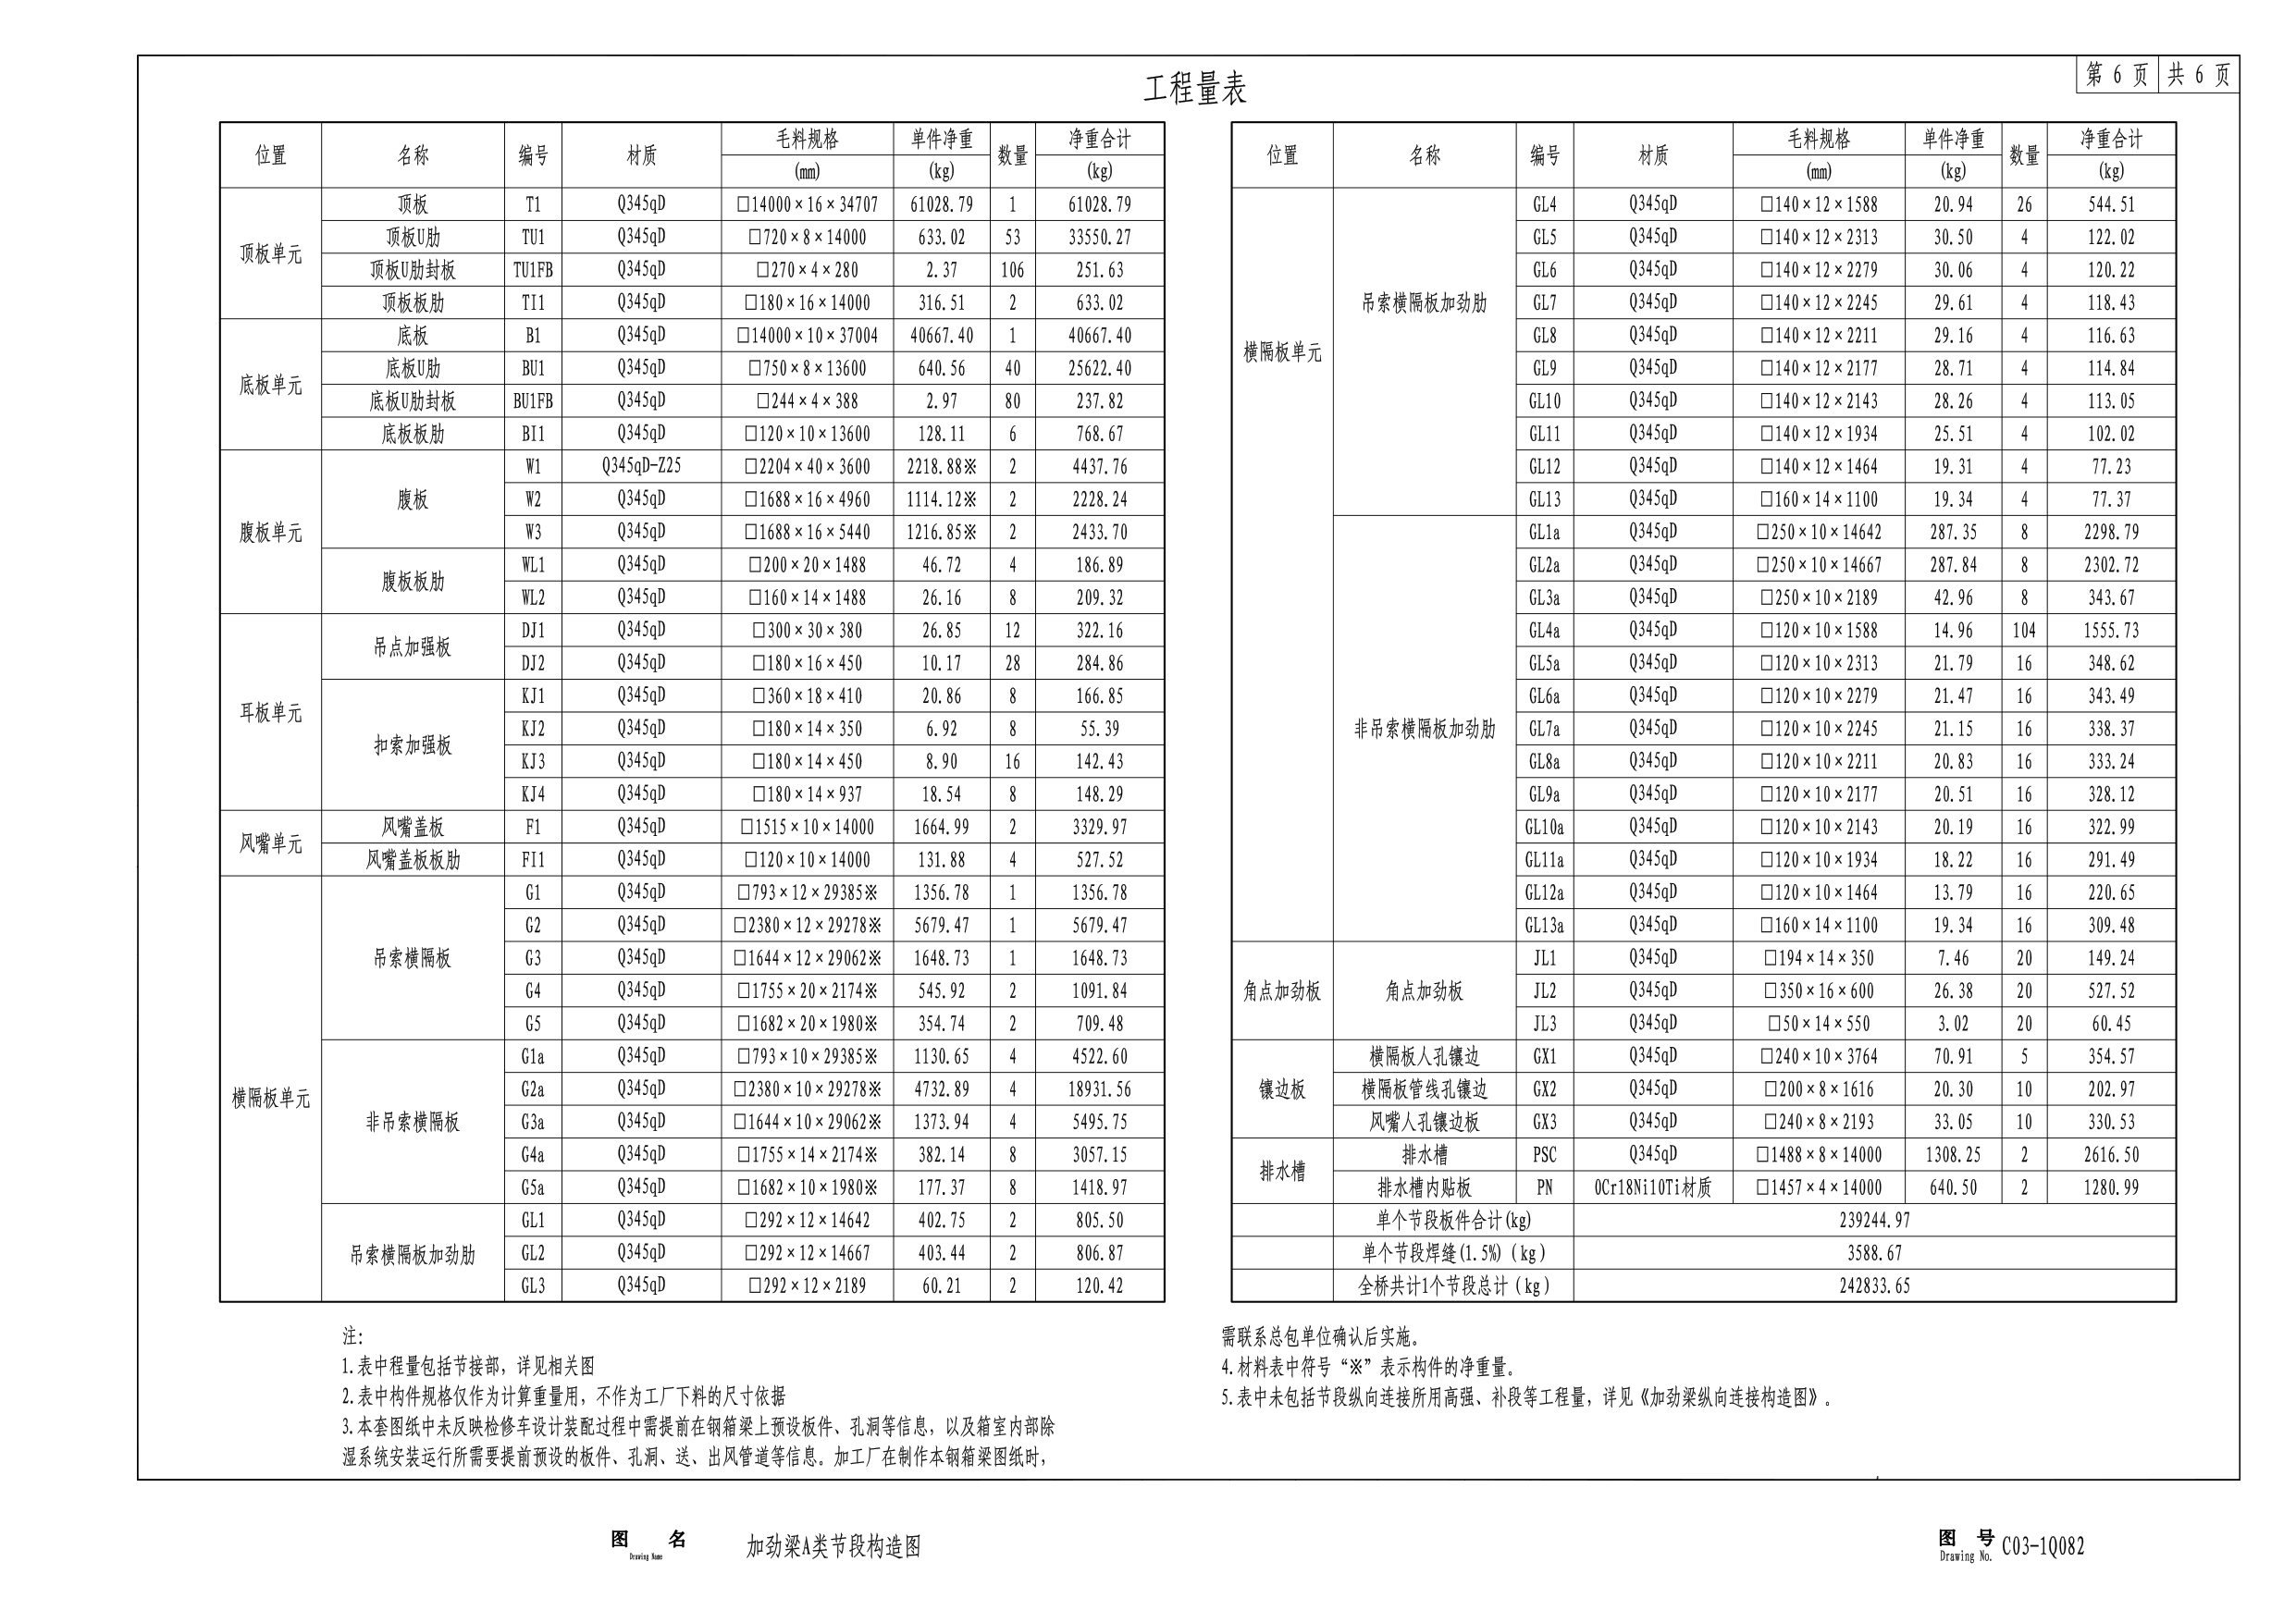 第 6 页 共 6 页
工程量表
位置 名称 编号 材质 毛料规格 单件净重 数量 净重合计
(mm) (kg) (kg)
顶板单元 顶板 T1 Q345qD □14000×16×34707 61028.79 1 61028.79
顶板U肋 TU1 Q345qD □720×8×14000 633.02 53 33550.27
顶板U肋封板 TU1FB Q345qD □270×4×280 2.37 106 251.63
顶板板肋 TI1 Q345qD □180×16×14000 316.51 2 633.02
底板单元 底板 B1 Q345qD □14000×10×37004 40667.40 1 40667.40
底板U肋 BU1 Q345qD □750×8×13600 640.56 40 25622.40
底板U肋封板 BU1FB Q345qD □244×4×388 2.97 80 237.82
底板板肋 BI1 Q345qD □120×10×13600 128.11 6 768.67
腹板单元 腹板 W1 Q345qD-Z25 □2204×40×3600 2218.88※ 2 4437.76
W2 Q345qD □1688×16×4960 1114.12※ 2 2228.24
W3 Q345qD □1688×16×5440 1216.85※ 2 2433.70
腹板板肋 WL1 Q345qD □200×20×1488 46.72 4 186.89
WL2 Q345qD □160×14×1488 26.16 8 209.32
耳板单元 吊点加强板 DJ1 Q345qD □300×30×380 26.85 12 322.16
DJ2 Q345qD □180×16×450 10.17 28 284.86
扣索加强板 KJ1 Q345qD □360×18×410 20.86 8 166.85
KJ2 Q345qD □180×14×350 6.92 8 55.39
KJ3 Q345qD □180×14×450 8.90 16 142.43
KJ4 Q345qD □180×14×937 18.54 8 148.29
风嘴单元 风嘴盖板 F1 Q345qD □1515×10×14000 1664.99 2 3329.97
风嘴盖板板肋 FI1 Q345qD □120×10×14000 131.88 4 527.52
横隔板单元 吊索横隔板 G1 Q345qD □793×12×29385※ 1356.78 1 1356.78
G2 Q345qD □2380×12×29278※ 5679.47 1 5679.47
G3 Q345qD □1644×12×29062※ 1648.73 1 1648.73
G4 Q345qD □1755×20×2174※ 545.92 2 1091.84
G5 Q345qD □1682×20×1980※ 354.74 2 709.48
非吊索横隔板 G1a Q345qD □793×10×29385※ 1130.65 4 4522.60
G2a Q345qD □2380×10×29278※ 4732.89 4 18931.56
G3a Q345qD □1644×10×29062※ 1373.94 4 5495.75
G4a Q345qD □1755×14×2174※ 382.14 8 3057.15
G5a Q345qD □1682×10×1980※ 177.37 8 1418.97
吊索横隔板加劲肋 GL1 Q345qD □292×12×14642 402.75 2 805.50
GL2 Q345qD □292×12×14667 403.44 2 806.87
GL3 Q345qD □292×12×2189 60.21 2 120.42
位置 名称 编号 材质 毛料规格 单件净重 数量 净重合计
(mm) (kg) (kg)
横隔板单元 吊索横隔板加劲肋 GL4 Q345qD □140×12×1588 20.94 26 544.51
GL5 Q345qD □140×12×2313 30.50 4 122.02
GL6 Q345qD □140×12×2279 30.06 4 120.22
GL7 Q345qD □140×12×2245 29.61 4 118.43
GL8 Q345qD □140×12×2211 29.16 4 116.63
GL9 Q345qD □140×12×2177 28.71 4 114.84
GL10 Q345qD □140×12×2143 28.26 4 113.05
GL11 Q345qD □140×12×1934 25.51 4 102.02
GL12 Q345qD □140×12×1464 19.31 4 77.23
GL13 Q345qD □160×14×1100 19.34 4 77.37
非吊索横隔板加劲肋 GL1a Q345qD □250×10×14642 287.35 8 2298.79
GL2a Q345qD □250×10×14667 287.84 8 2302.72
GL3a Q345qD □250×10×2189 42.96 8 343.67
GL4a Q345qD □120×10×1588 14.96 104 1555.73
GL5a Q345qD □120×10×2313 21.79 16 348.62
GL6a Q345qD □120×10×2279 21.47 16 343.49
GL7a Q345qD □120×10×2245 21.15 16 338.37
GL8a Q345qD □120×10×2211 20.83 16 333.24
GL9a Q345qD □120×10×2177 20.51 16 328.12
GL10a Q345qD □120×10×2143 20.19 16 322.99
GL11a Q345qD □120×10×1934 18.22 16 291.49
GL12a Q345qD □120×10×1464 13.79 16 220.65
GL13a Q345qD □160×14×1100 19.34 16 309.48
角点加劲板 角点加劲板 JL1 Q345qD □194×14×350 7.46 20 149.24
JL2 Q345qD □350×16×600 26.38 20 527.52
JL3 Q345qD □50×14×550 3.02 20 60.45
镶边板 横隔板人孔镶边 GX1 Q345qD □240×10×3764 70.91 5 354.57
横隔板管线孔镶边 GX2 Q345qD □200×8×1616 20.30 10 202.97
风嘴人孔镶边板 GX3 Q345qD □240×8×2193 33.05 10 330.53
排水槽 排水槽 PSC Q345qD □1488×8×14000 1308.25 2 2616.50
排水槽内贴板 PN 0Cr18Ni10Ti材质 □1457×4×14000 640.50 2 1280.99
单个节段板件合计(kg) 239244.97
单个节段焊缝(1.5%)(kg) 3588.67
全桥共计1个节段总计(kg) 242833.65
注:
1.表中程量包括节接部，详见相关图
2.表中构件规格仅作为计算重量用，不作为工厂下料的尺寸依据
3.本套图纸中未反映检修车设计装配过程中需提前在钢箱梁上预设板件、孔洞等信息，以及箱室内部除
湿系统安装运行所需要提前预设的板件、孔洞、送、出风管道等信息。加工厂在制作本钢箱梁图纸时，
需联系总包单位确认后实施。
4.材料表中符号“※”表示构件的净重量。
5.表中未包括节段纵向连接所用高强、补段等工程量，详见《加劲梁纵向连接构造图》。
图 名 加劲梁A类节段构造图
Drawing Name
图 号 C03-1Q082
Drawing No.